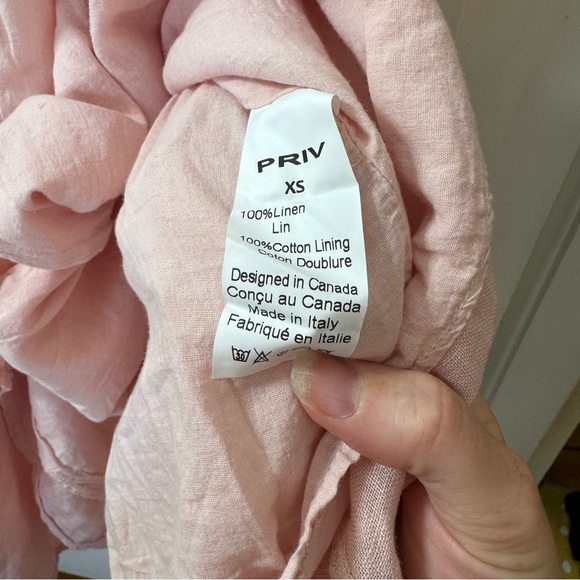 PRIV
XS
100%Linen
Lin
100%Cotton Lining
Coton Doublure
Designed in Canada
Conçu au Canada
Made in Italy
Fabriqué en Italie